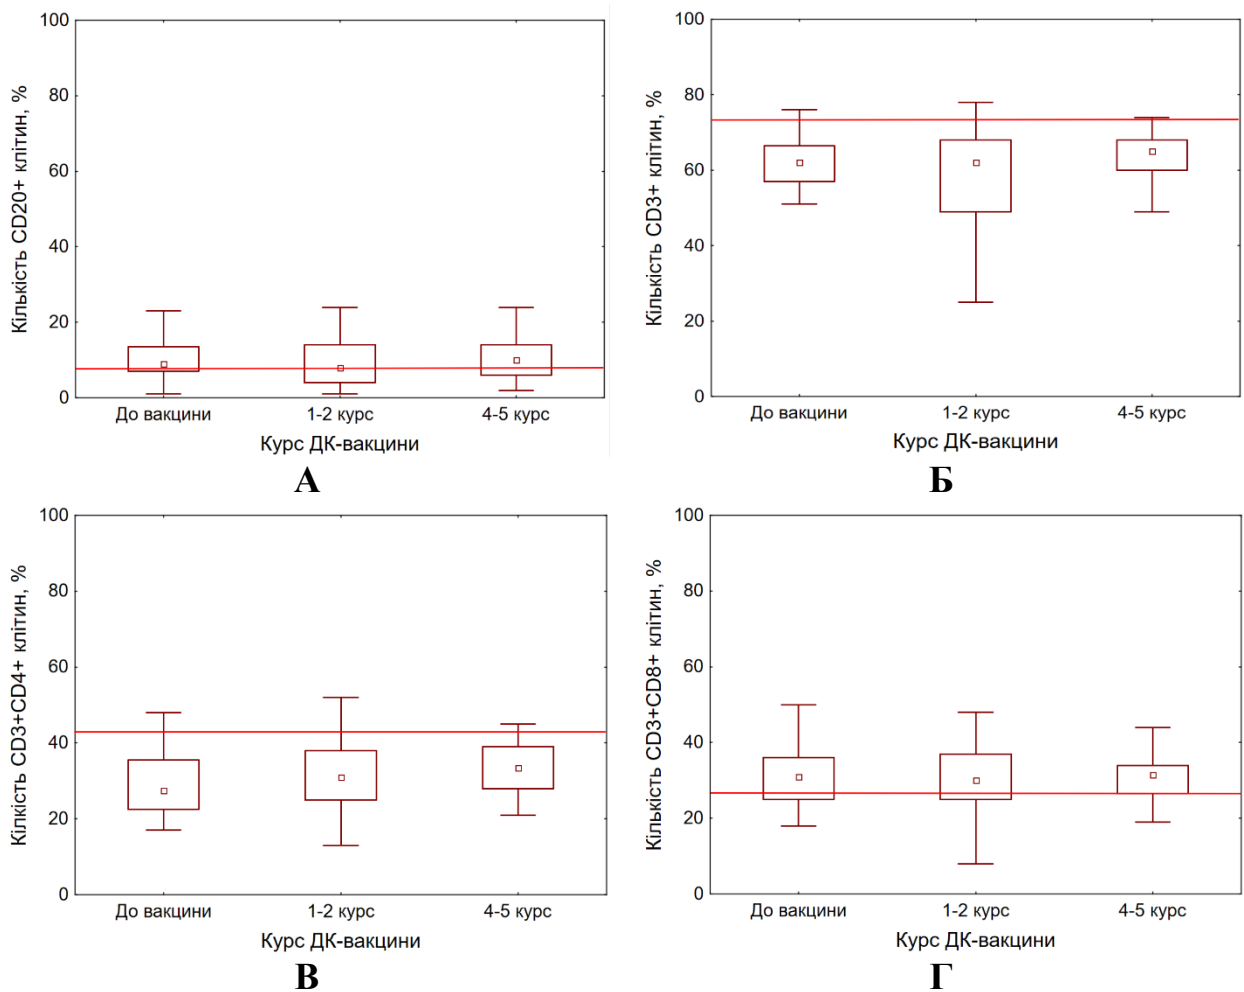 Кількість CD20+ клітин, %
100
80
60
40
20
0
До вакцини 1-2 курс 4-5 курс
Курс ДК-вакцини
А
Кількість CD3+ клітин, %
100
80
60
40
20
0
До вакцини 1-2 курс 4-5 курс
Курс ДК-вакцини
Б
Кілкість CD3+CD4+ клітин, %
100
80
60
40
20
0
До вакцини 1-2 курс 4-5 курс
Курс ДК-вакцини
В
Кількість CD3+CD8+ клітин, %
100
80
60
40
20
0
До вакцини 1-2 курс 4-5 курс
Курс ДК-вакцини
Г